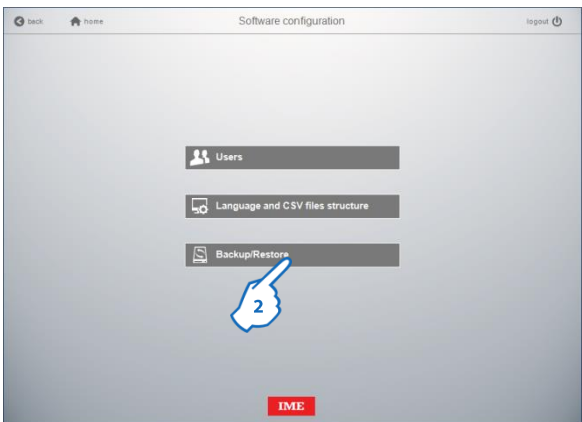 back home Software configuration logout
Users
Language and CSV files structure
Backup/Restore
2
IME